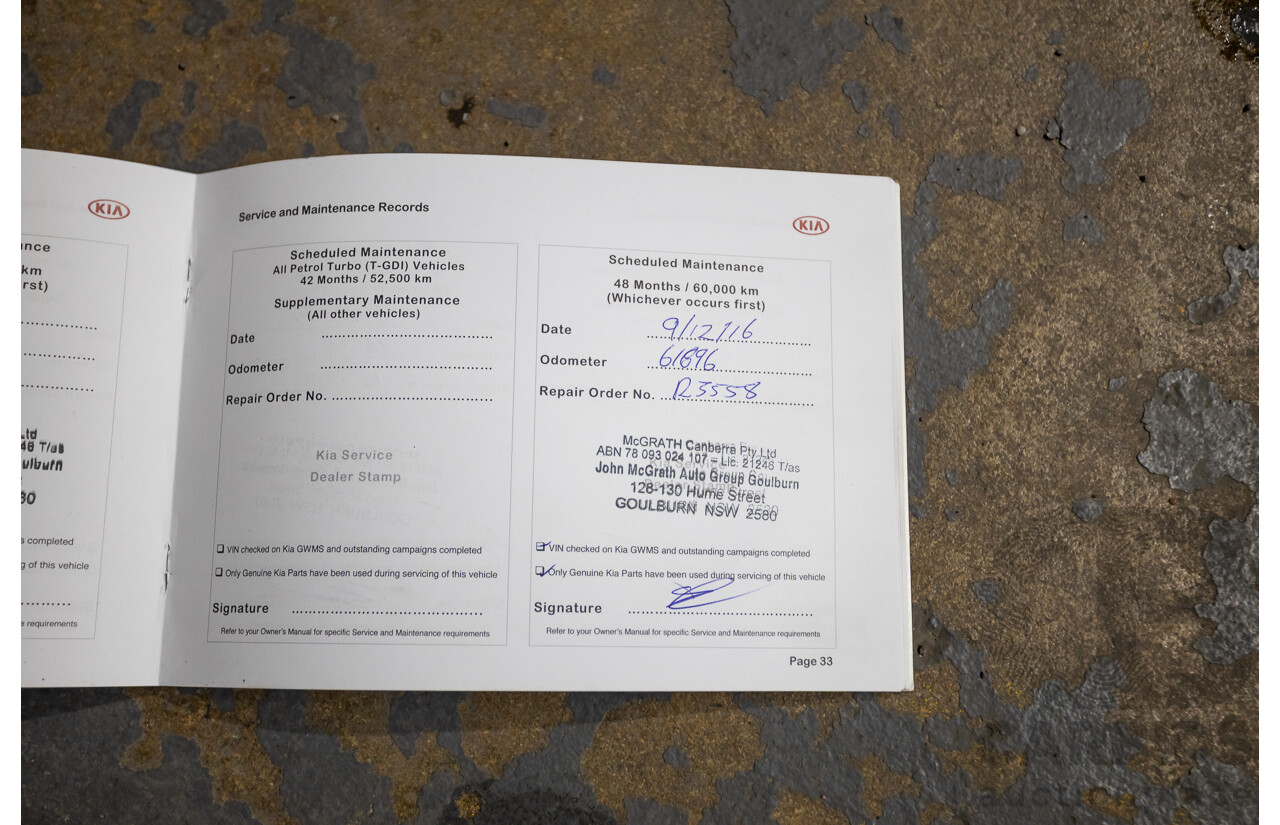 KIA
nce
km
rst)
Ltd
T/as
ulburn
30
s completed
g of this vehicle
e requirements
Service and Maintenance Records
KIA
Scheduled Maintenance
All Petrol Turbo (T-GDI) Vehicles
42 Months / 52,500 km
Supplementary Maintenance
(All other vehicles)
Date
Odometer
Repair Order No.
Kia Service
Dealer Stamp
VIN checked on Kia GWMS and outstanding campaigns completed
Only Genuine Kia Parts have been used during servicing of this vehicle
Signature
Refer to your Owner's Manual for specific Service and Maintenance requirements
Scheduled Maintenance
48 Months / 60,000 km
(Whichever occurs first)
Date 9/12/16
Odometer 61896
Repair Order No. R3558
McGRATH Canberra Pty Ltd
ABN 78 093 024 107 – Lic. 21246 T/as
John McGrath Auto Group Goulburn
128-130 Hume Street
GOULBURN NSW 2580
VIN checked on Kia GWMS and outstanding campaigns completed
Only Genuine Kia Parts have been used during servicing of this vehicle
Signature
Refer to your Owner's Manual for specific Service and Maintenance requirements
Page 33